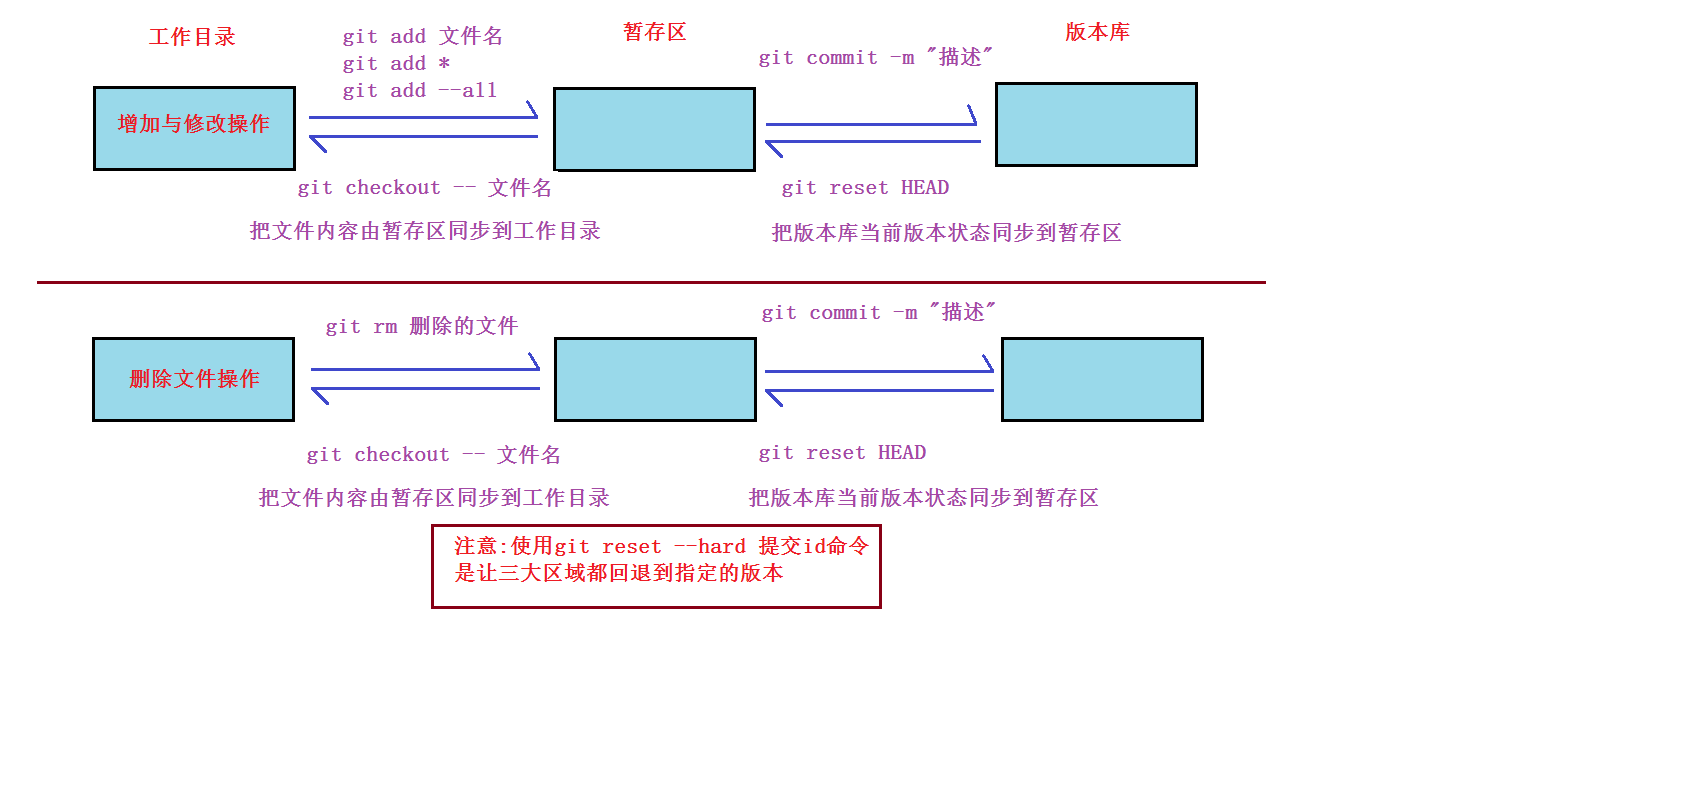 工作目录
git add 文件名
git add *
git add --all
暂存区
git commit -m "描述"
版本库
增加与修改操作
git checkout -- 文件名
把文件内容由暂存区同步到工作目录
git reset HEAD
把版本库当前版本状态同步到暂存区
git rm 删除的文件
git commit -m "描述"
删除文件操作
git checkout -- 文件名
把文件内容由暂存区同步到工作目录
git reset HEAD
把版本库当前版本状态同步到暂存区
注意:使用git reset --hard 提交id命令
是让三大区域都回退到指定的版本